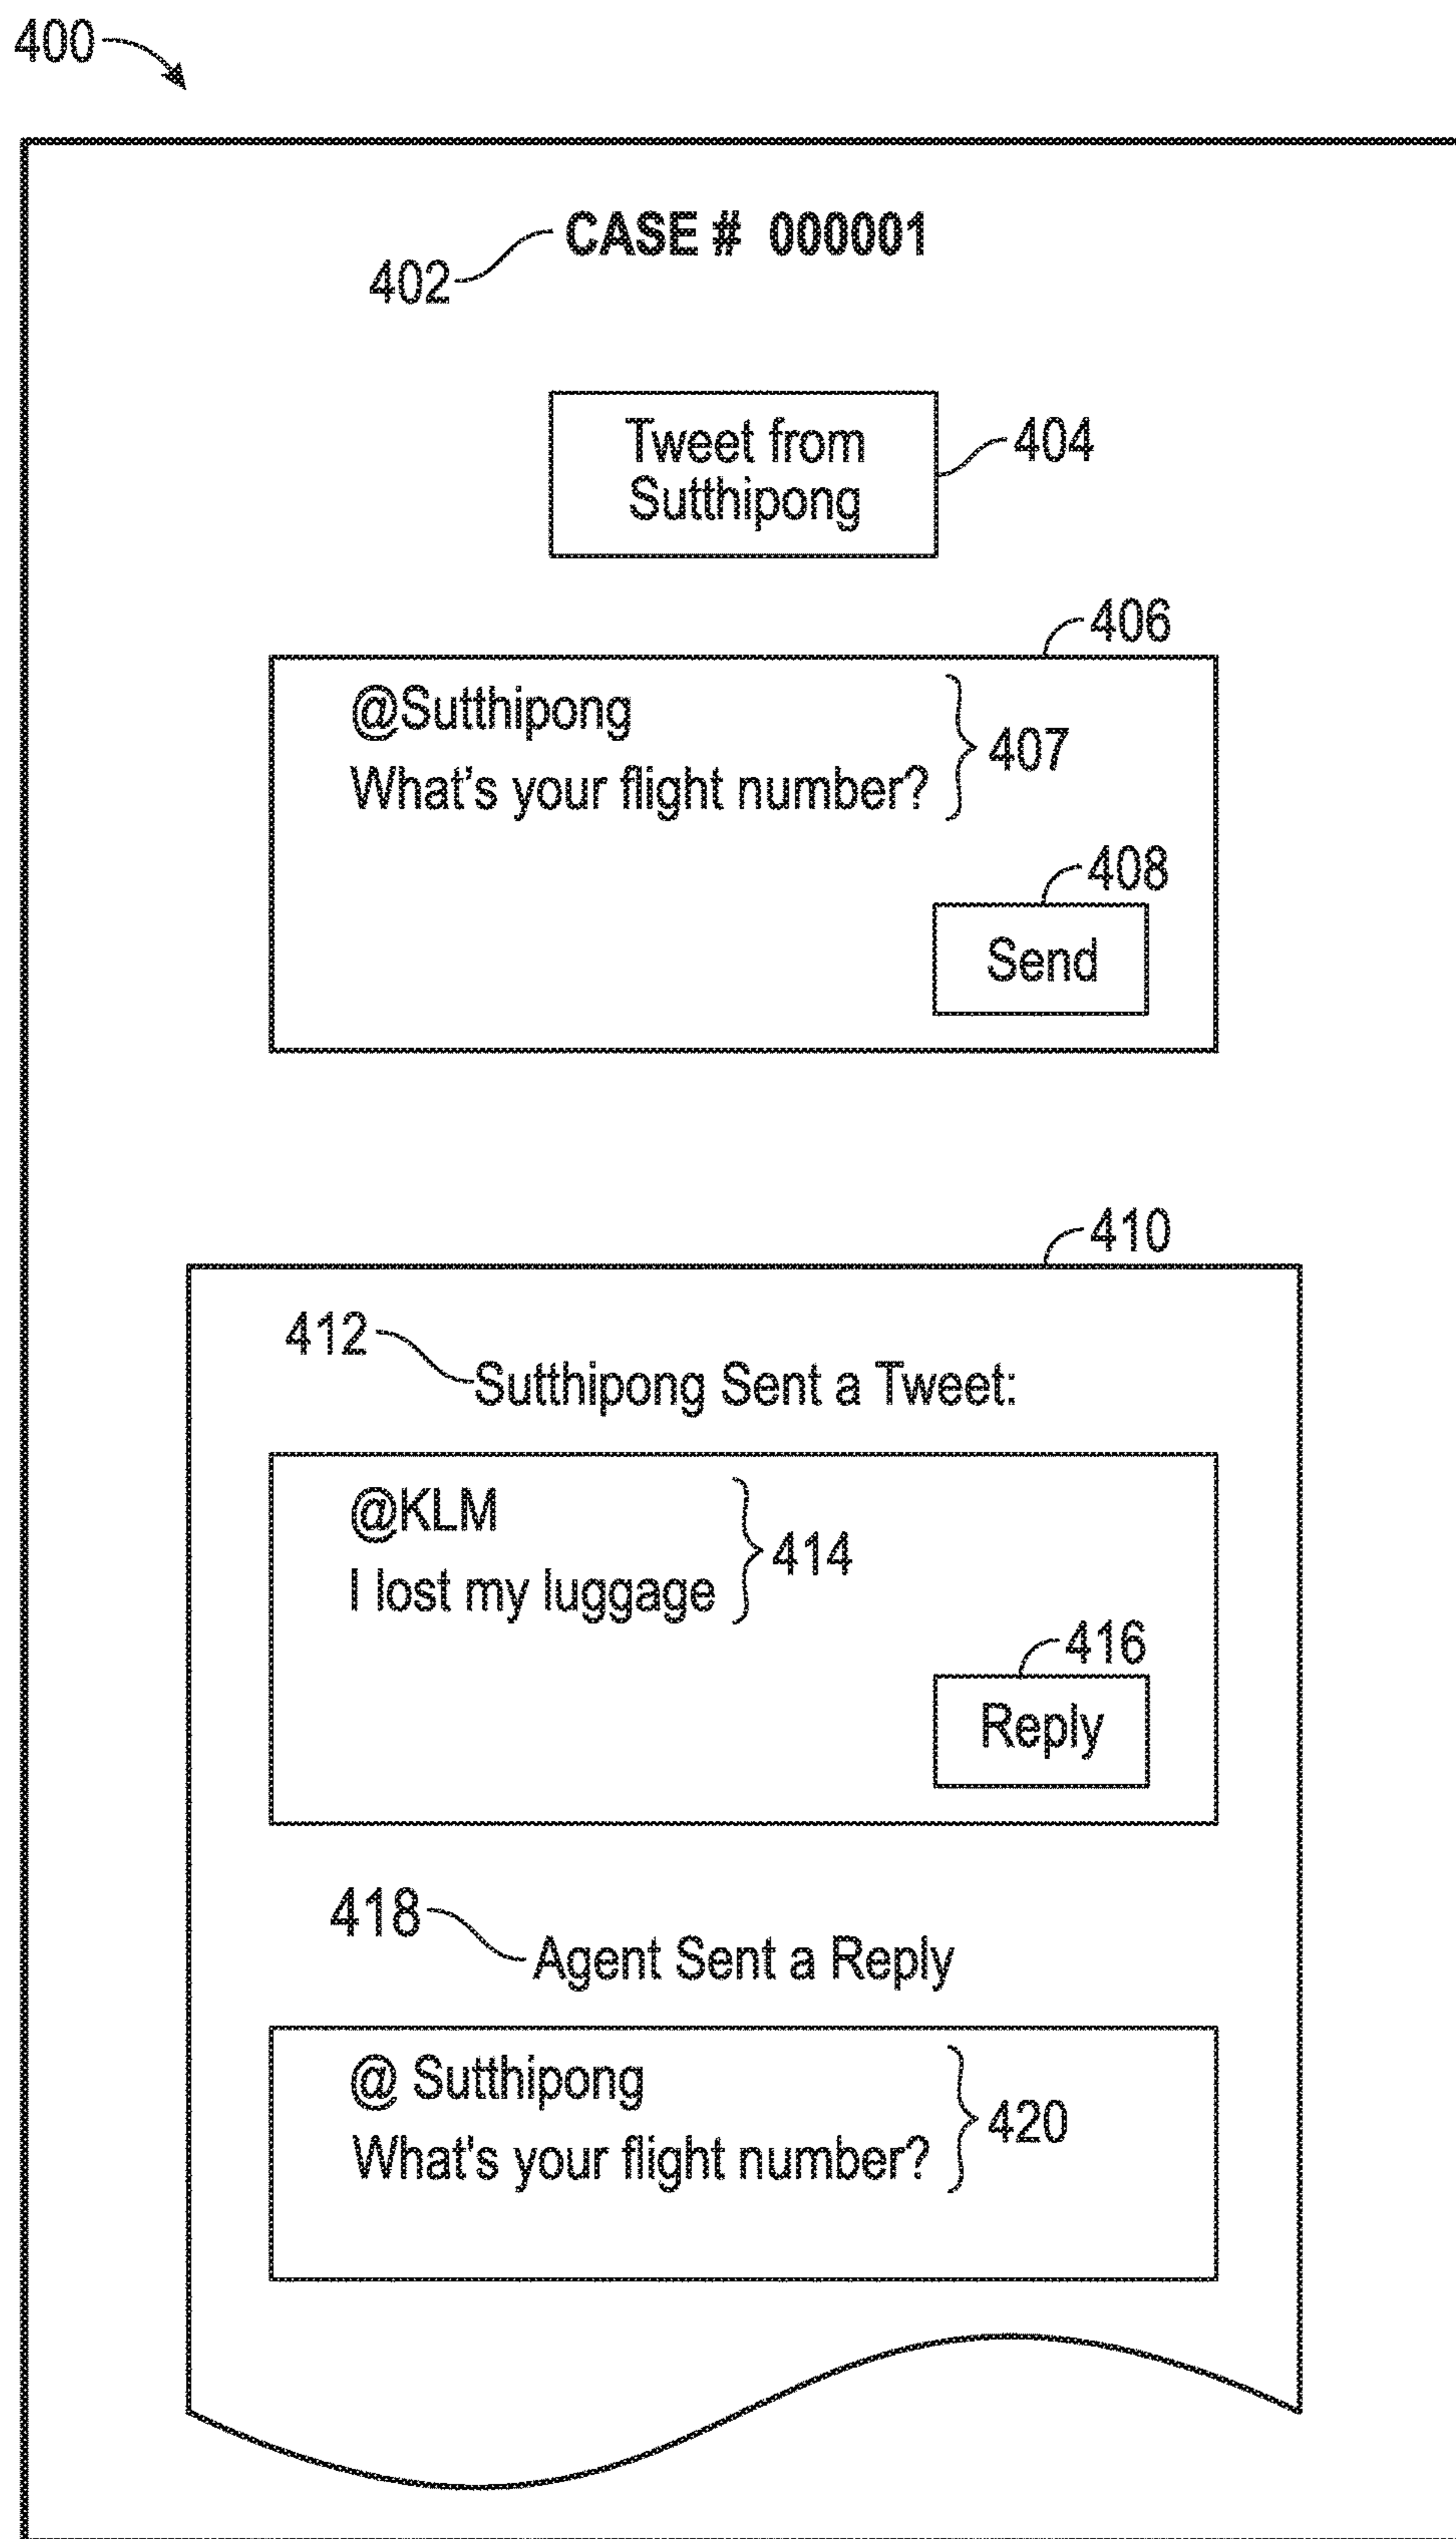 400
CASE # 000001
402
Tweet from
Sutthipong
404
406
@Sutthipong
What's your flight number?
407
408
Send
410
412
Sutthipong Sent a Tweet:
@KLM
I lost my luggage
414
416
Reply
418
Agent Sent a Reply
@ Sutthipong
What's your flight number?
420